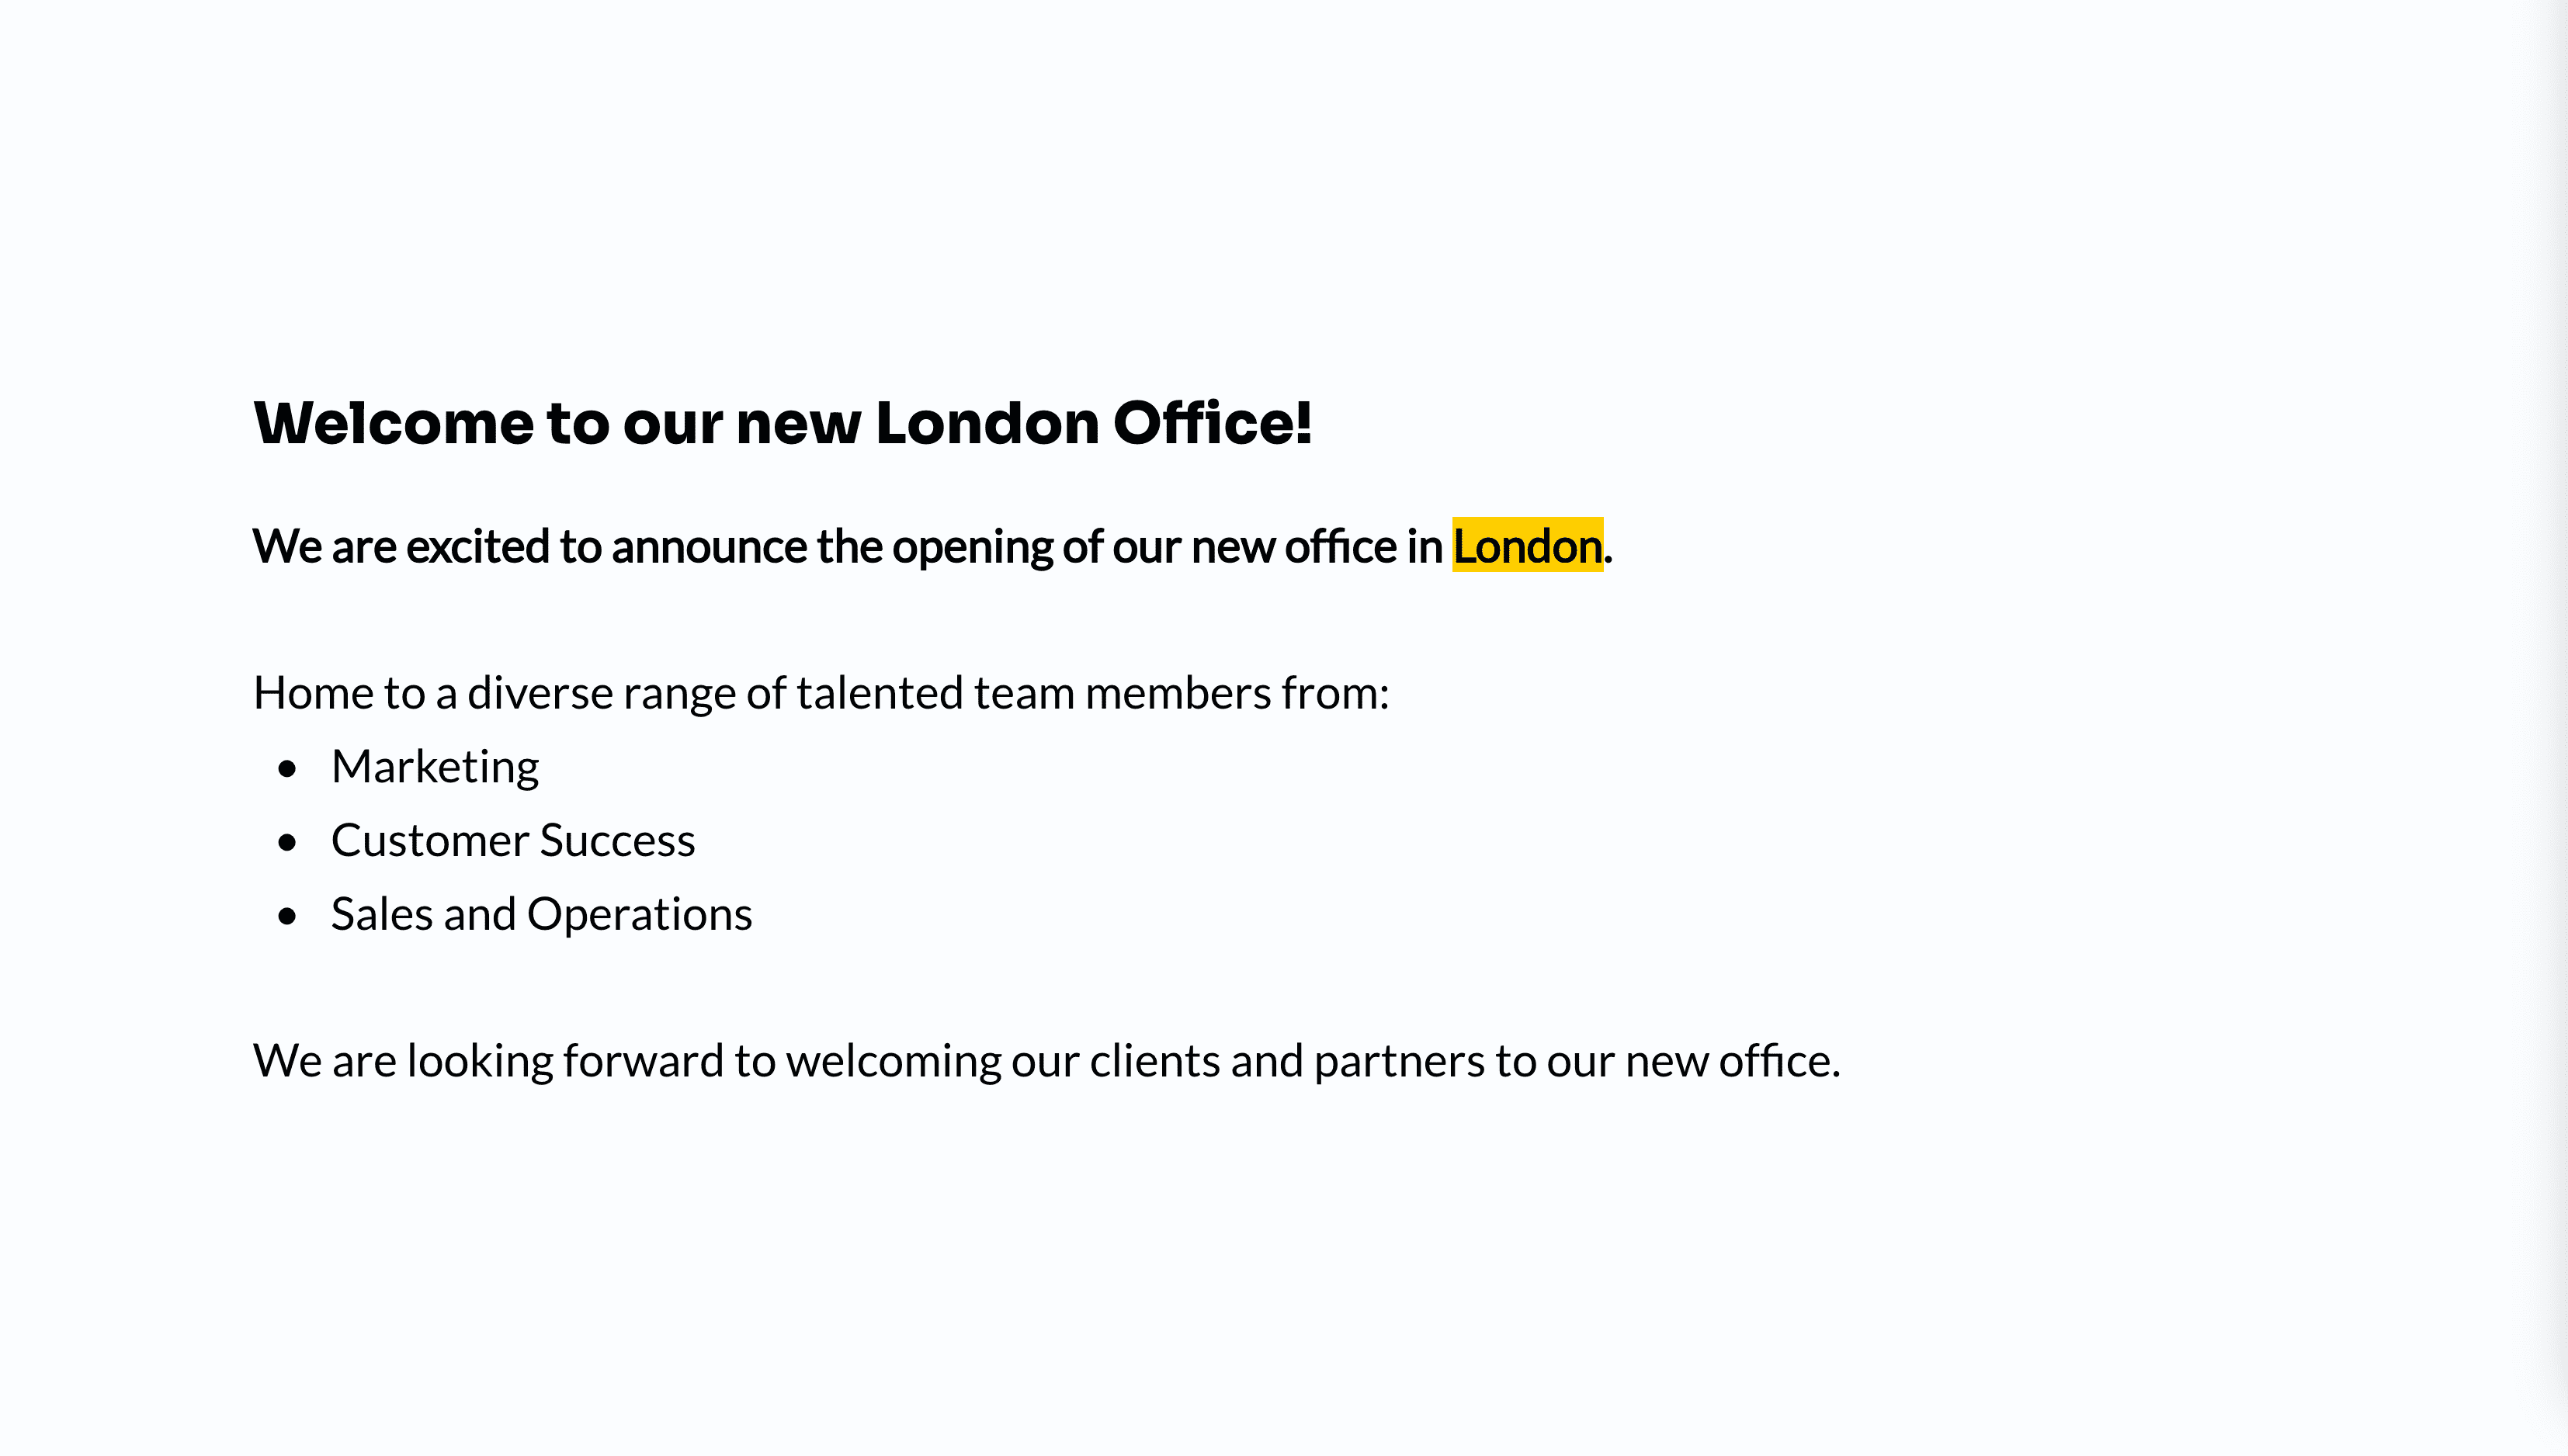 Welcome to our new London Office!
We are excited to announce the opening of our new office in London.
Home to a diverse range of talented team members from:
• Marketing
• Customer Success
• Sales and Operations
We are looking forward to welcoming our clients and partners to our new office.